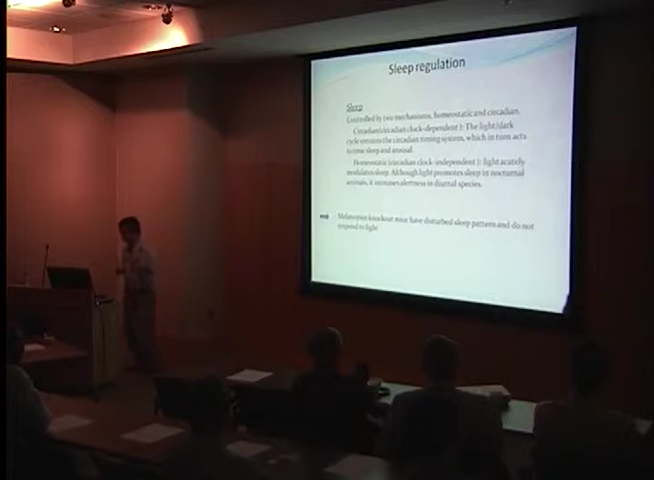 Sleep regulation
Sleep
Controlled by two mechanisms, homeostatic and circadian.
Circadian (circadian clock-dependent ): The light/dark
cycle entrains the circadian timing system, which in turn acts
to time sleep and arousal.
Homeostatic (circadian clock-independent ): light acutely
modulates sleep. Although light promotes sleep in nocturnal
animals, it increases alertness in diurnal species.
Melanopsin knockout mice have disturbed sleep pattern and do not
respond to light